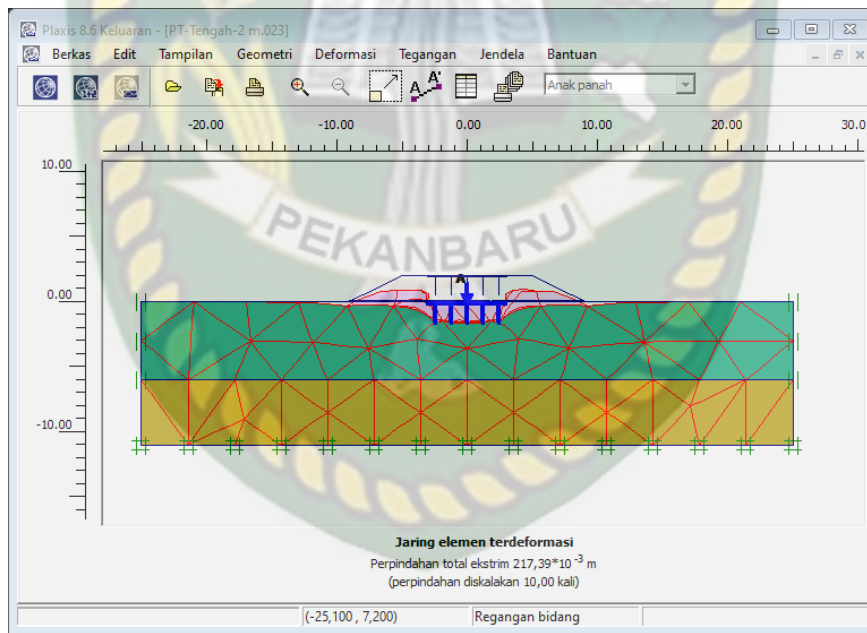 Plaxis 8.6 Keluaran - [PT-Tengah-2 m.023]
Berkas Edit Tampilan Geometri Deformasi Tegangan Jendela Bantuan
1+2 A A' Anak panah
-20.00 -10.00 0.00 10.00 20.00 30.0
10.00
PEKANBARU
A
0.00
-10.00
Jaring elemen terdeformasi
Perpindahan total ekstrim 217,39*10 -3 m
(perpindahan diskalakan 10,00 kali)
(-25,100 , 7,200) Regangan bidang